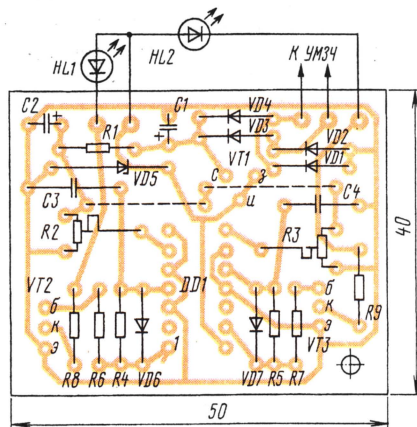 HL1
HL2
К УМЗЧ
C2
+
R1
C1
+
VD4
VD3
VT1
VD2
VD1
VD5
с
з
и
C3
C4
R2
R3
VT2
DD1
R9
б
к
э
1
б
к
э
VT3
R8
R6
R4
VD6
VD7
R5
R7
40
50